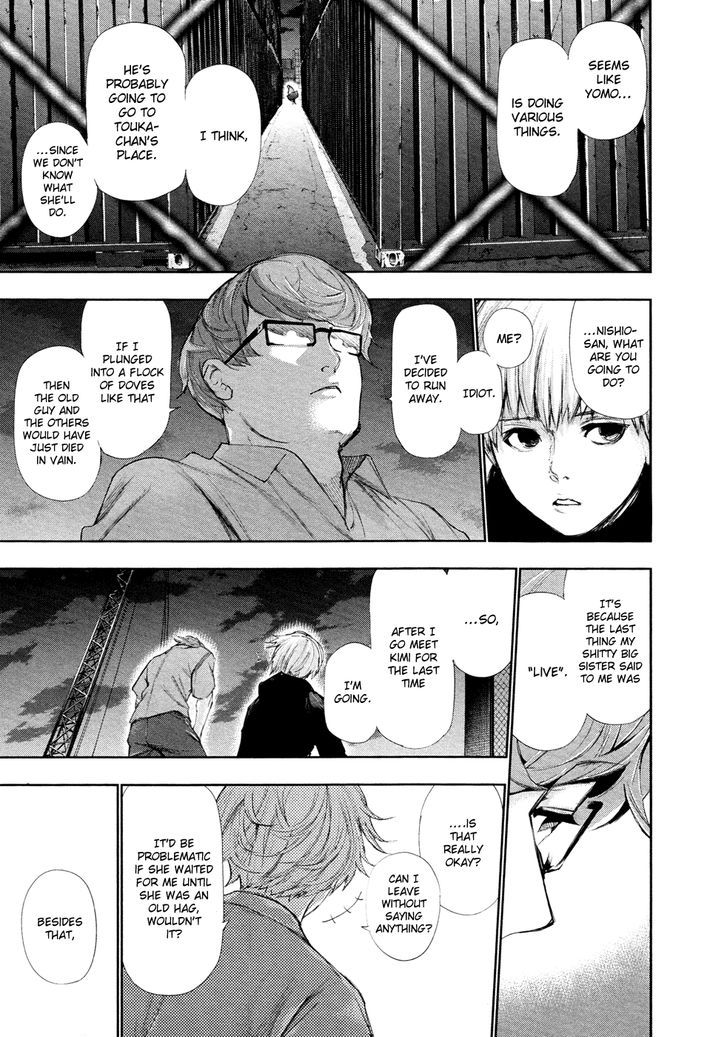 SEEMS
LIKE
YOMO...
IS DOING
VARIOUS
THINGS.
I THINK,
HE'S
PROBABLY
GOING TO
GO TO
TOUKA-
CHAN'S
PLACE.
...SINCE
WE DON'T
KNOW
WHAT
SHE'LL
DO.
...NISHIO-
SAN, WHAT
ARE YOU
GOING TO
DO?
ME?
IDIOT.
I'VE
DECIDED
TO RUN
AWAY.
IF I
PLUNGED
INTO A FLOCK
OF DOVES
LIKE THAT
THEN
THE OLD
GUY AND
THE OTHERS
WOULD HAVE
JUST DIED
IN VAIN.
IT'S
BECAUSE
THE LAST
THING MY
SHITTY BIG
SISTER SAID
TO ME WAS
"LIVE".
SO,
AFTER I
GO MEET
KIMI FOR
THE LAST
TIME
I'M
GOING.
....IS
THAT
REALLY
OKAY?
CAN I
LEAVE
WITHOUT
SAYING
ANYTHING?
IT'D BE
PROBLEMATIC
IF SHE WAITED
FOR ME UNTIL
SHE WAS AN
OLD HAG,
WOULDN'T
IT?
BESIDES
THAT,